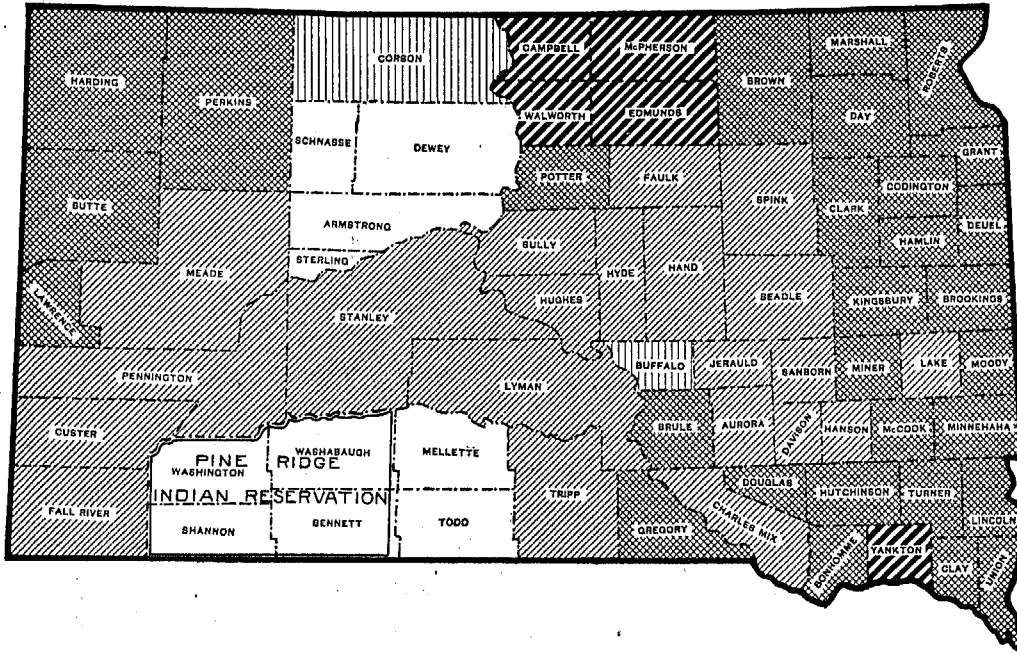 HARDING
PERKINS
CORSON
CAMPBELL
McPHERSON
BROWN
MARSHALL
ROBERTS
WALWORTH
EDMUNDS
DAY
SCHNASSE
DEWEY
GRANT
BUTTE
POTTER
FAULK
SPINK
CLARK
CODINGTON
DEUEL
ARMSTRONG
HAMLIN
STERLING
SULLY
HYDE
HAND
MEADE
LAWRENCE
STANLEY
HUGHES
BEADLE
KINGSBURY
BROOKINGS
PENNINGTON
LYMAN
BUFFALO
JERAULD
SANBORN
MINER
LAKE
MOODY
CUSTER
BRULE
AURORA
DAVISON
HANSON
McCOOK
MINNEHAHA
PINE RIDGE
WASHINGTON
WASHABAUGH
MELLETTE
INDIAN RESERVATION
FALL RIVER
SHANNON
BENNETT
TODD
TRIPP
GREGORY
CHARLES MIX
DOUGLAS
HUTCHINSON
TURNER
LINCOLN
BONHOMME
YANKTON
CLAY
UNION